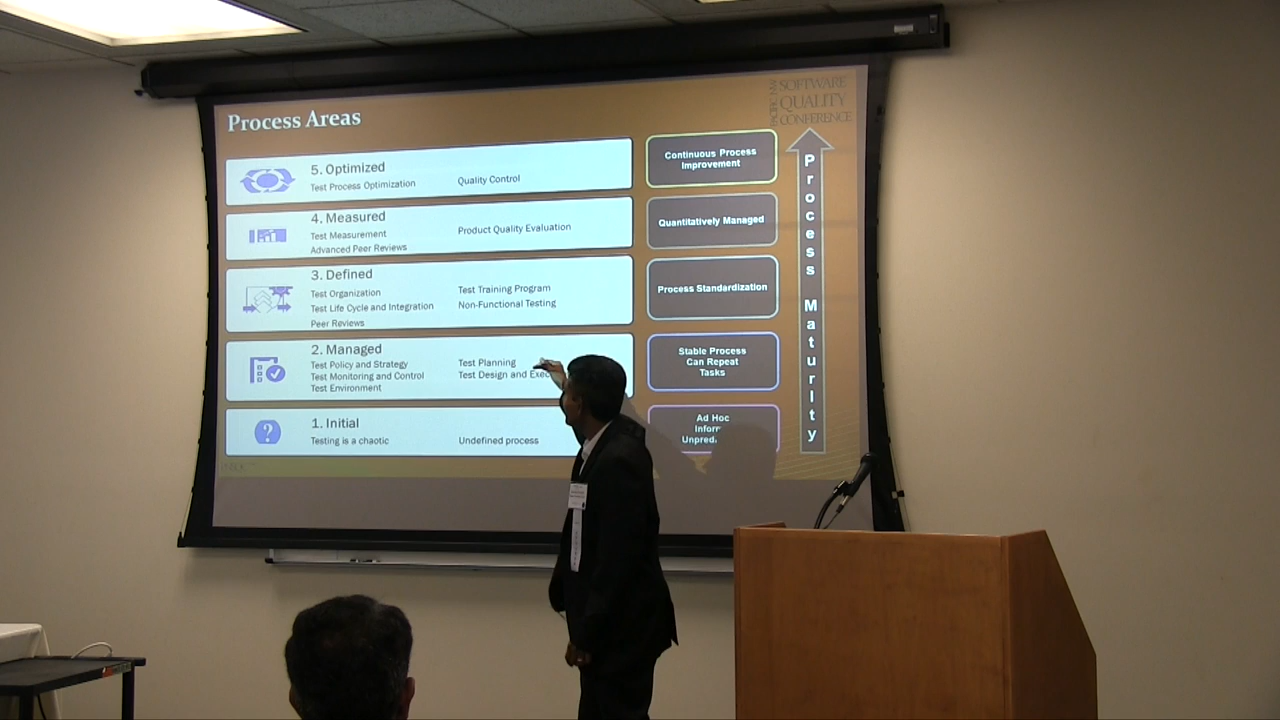 Process Areas
PACIFIC NW
SOFTWARE
QUALITY
CONFERENCE
5. Optimized
Test Process Optimization
Quality Control
Continuous Process
Improvement
4. Measured
Test Measurement
Advanced Peer Reviews
Product Quality Evaluation
Quantitatively Managed
3. Defined
Test Organization
Test Life Cycle and Integration
Peer Reviews
Test Training Program
Non-Functional Testing
Process Standardization
2. Managed
Test Policy and Strategy
Test Monitoring and Control
Test Environment
Test Planning
Test Design and
Stable Process
Can Repeat
Tasks
1. Initial
Testing is a chaotic
Undefined process
Ad Hoc
Process Maturity